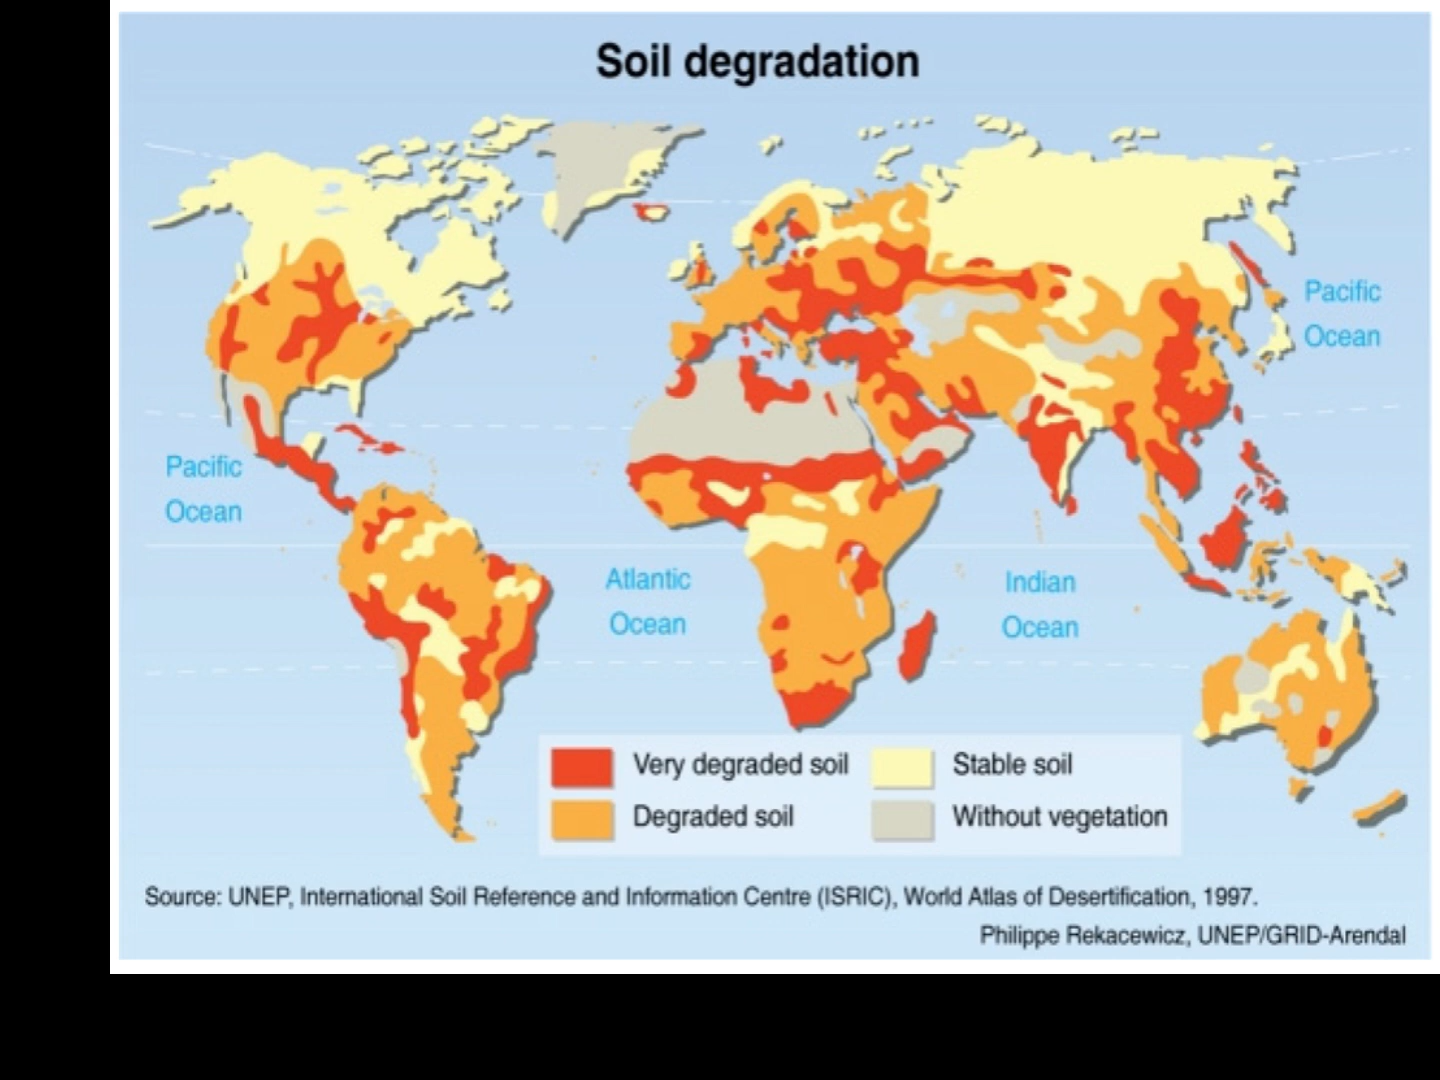 Soil degradation
Pacific
Ocean
Pacific
Ocean
Atlantic
Ocean
Indian
Ocean
Very degraded soil
Stable soil
Degraded soil
Without vegetation
Source: UNEP, International Soil Reference and Information Centre (ISRIC), World Atlas of Desertification, 1997.
Philippe Rekacewicz, UNEP/GRID-Arendal